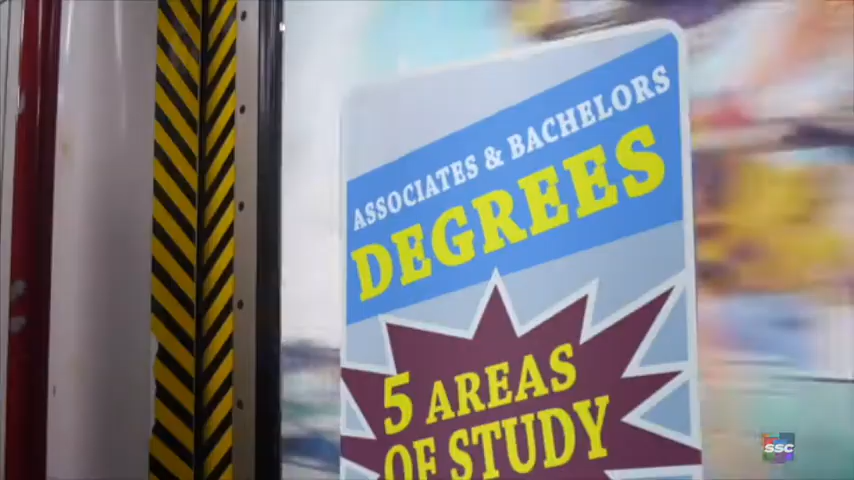 ASSOCIATES & BACHELORS
DEGREES
5 AREAS
OF STUDY
SSC